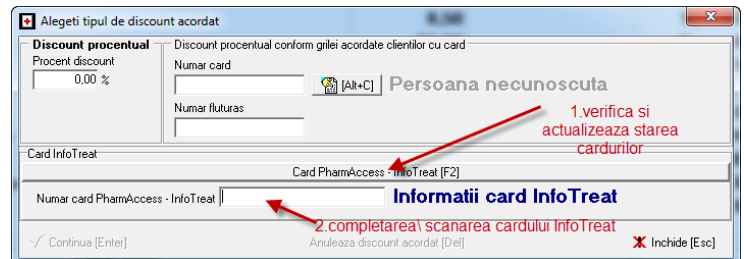 Alegeti tipul de discount acordat
8,50
Discount procentual
Discount procentual conform grilei acordate clientilor cu card
Procent discount
0,00 %
Numar card
[Alt+C]
Persoana necunoscuta
Numar fluturas
1.verifica si
actualizeaza starea
cardurilor
Card InfoTreat
Card PharmAccess - InfoTreat [F2]
Numar card PharmAccess - InfoTreat
Informatii card InfoTreat
2.completarea\ scanarea cardului InfoTreat
Continua [Enter]
Anuleaza discount acordat [Del]
Inchide [Esc]